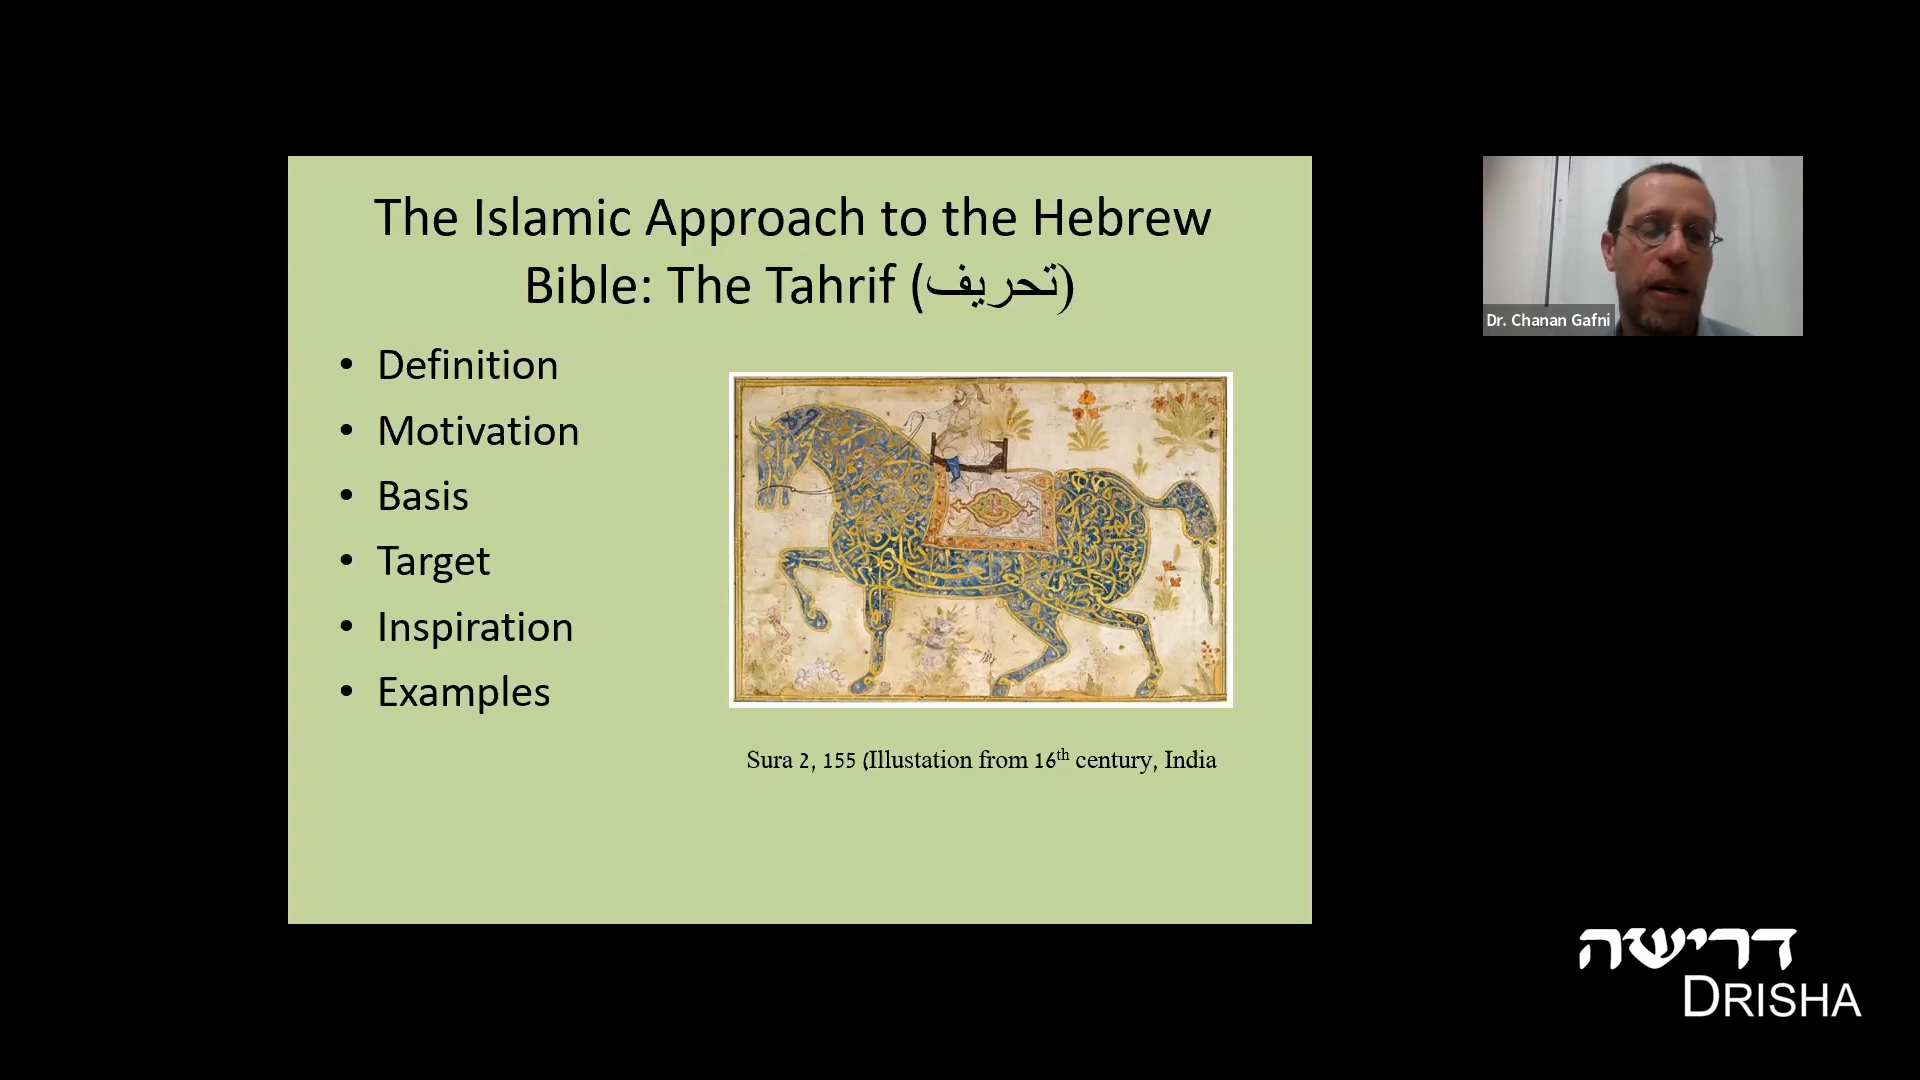 The Islamic Approach to the Hebrew
Bible: The Tahrif (تحريف)
• Definition
• Motivation
• Basis
• Target
• Inspiration
• Examples
Sura 2, 155 (Illustation from 16th century, India
Dr. Chanan Gafni
דרישה
DRISHA